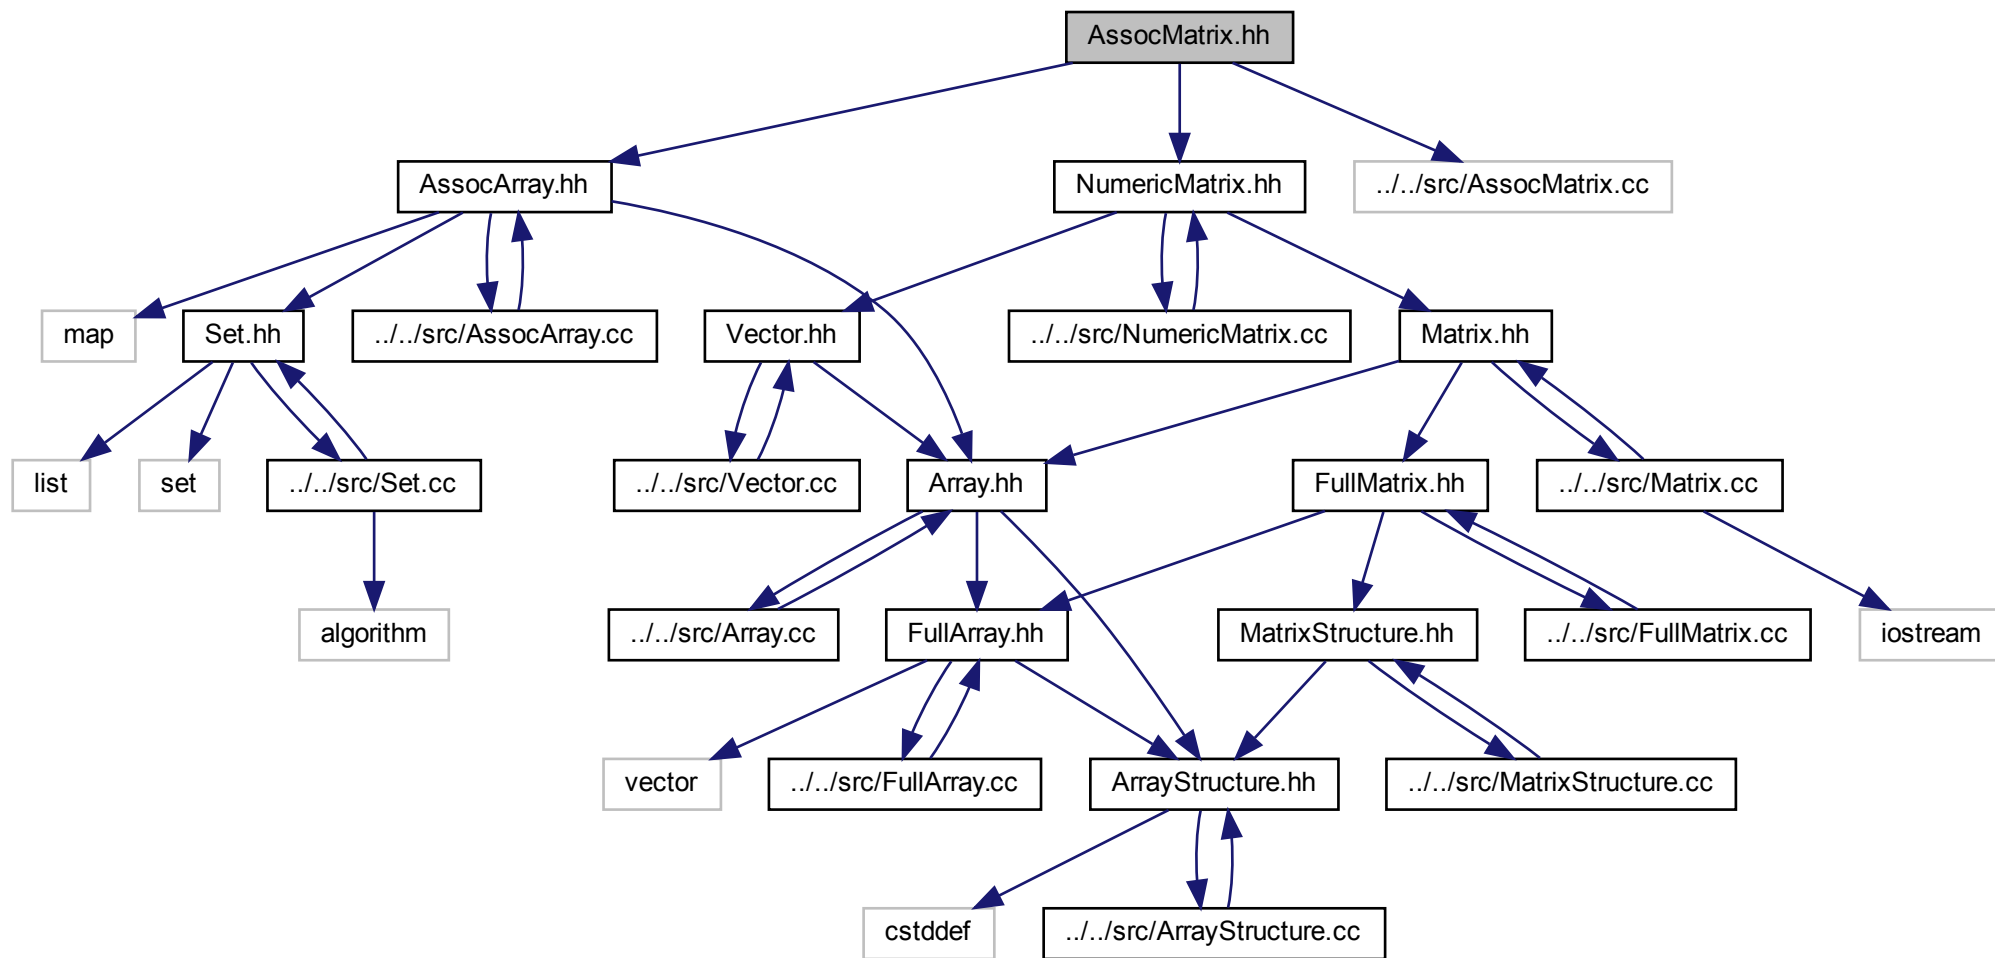 AssocMatrix.hh
AssocArray.hh
NumericMatrix.hh
../../src/AssocMatrix.cc
map
Set.hh
../../src/AssocArray.cc
Vector.hh
../../src/NumericMatrix.cc
Matrix.hh
list
set
../../src/Set.cc
../../src/Vector.cc
Array.hh
FullMatrix.hh
../../src/Matrix.cc
algorithm
../../src/Array.cc
FullArray.hh
MatrixStructure.hh
../../src/FullMatrix.cc
iostream
vector
../../src/FullArray.cc
ArrayStructure.hh
../../src/MatrixStructure.cc
cstddef
../../src/ArrayStructure.cc